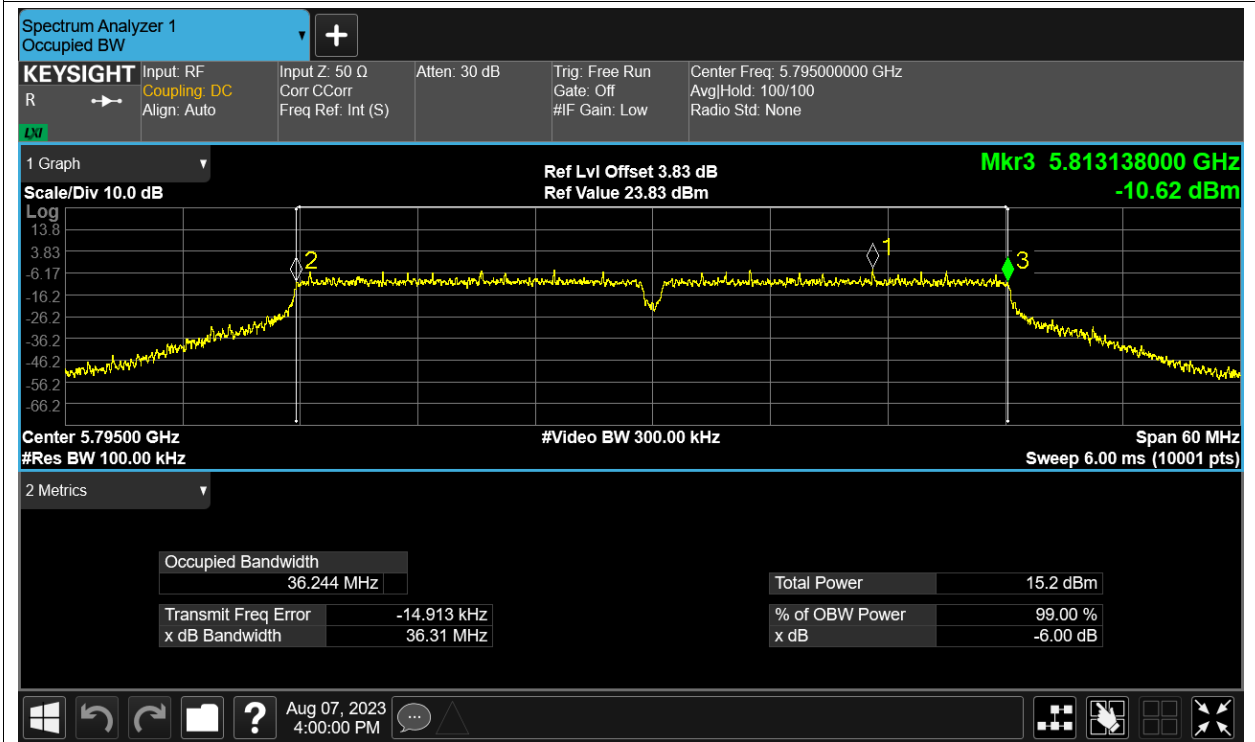 Spectrum Analyzer 1
Occupied BW
KEYSIGHT
R
LXI
Input: RF
Coupling: DC
Align: Auto
Input Z: 50 Ω
Corr CCorr
Freq Ref: Int (S)
Atten: 30 dB
Trig: Free Run
Gate: Off
#IF Gain: Low
Center Freq: 5.795000000 GHz
Avg|Hold: 100/100
Radio Std: None
1 Graph
Scale/Div 10.0 dB
Ref Lvl Offset 3.83 dB
Ref Value 23.83 dBm
Mkr3 5.813138000 GHz
-10.62 dBm
Log
13.8
3.83
-6.17
-16.2
-26.2
-36.2
-46.2
-56.2
-66.2
2
1
3
Center 5.79500 GHz
#Res BW 100.00 kHz
#Video BW 300.00 kHz
Span 60 MHz
Sweep 6.00 ms (10001 pts)
2 Metrics
Occupied Bandwidth
36.244 MHz
Transmit Freq Error -14.913 kHz
x dB Bandwidth 36.31 MHz
Total Power 15.2 dBm
% of OBW Power 99.00 %
x dB -6.00 dB
?
Aug 07, 2023
4:00:00 PM